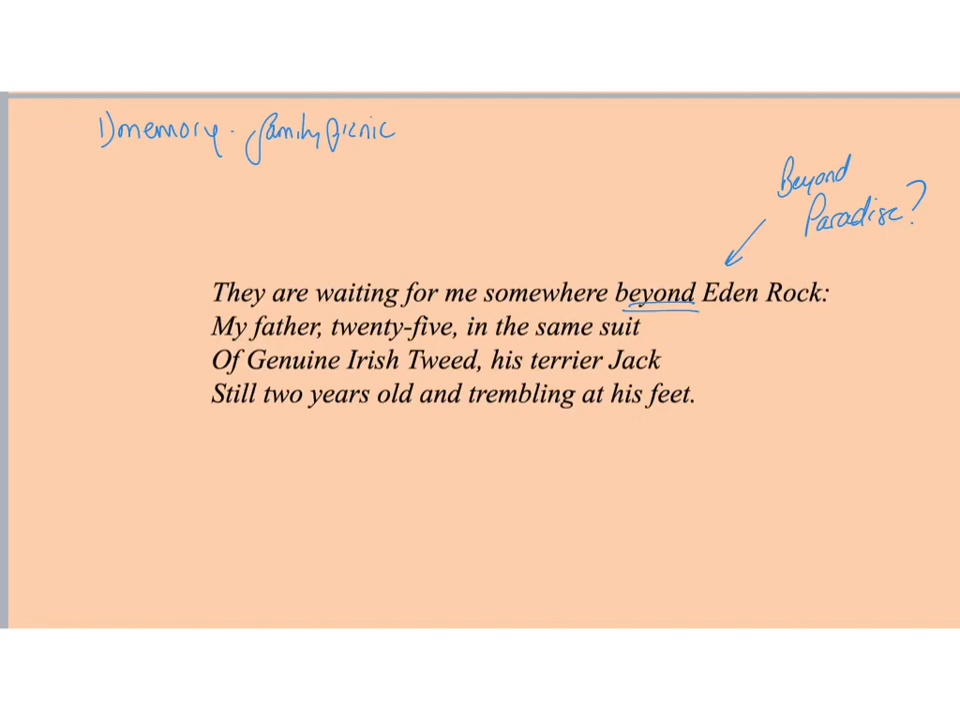 1) memory. family picnic
Beyond
Paradise?
They are waiting for me somewhere beyond Eden Rock:
My father, twenty-five, in the same suit
Of Genuine Irish Tweed, his terrier Jack
Still two years old and trembling at his feet.